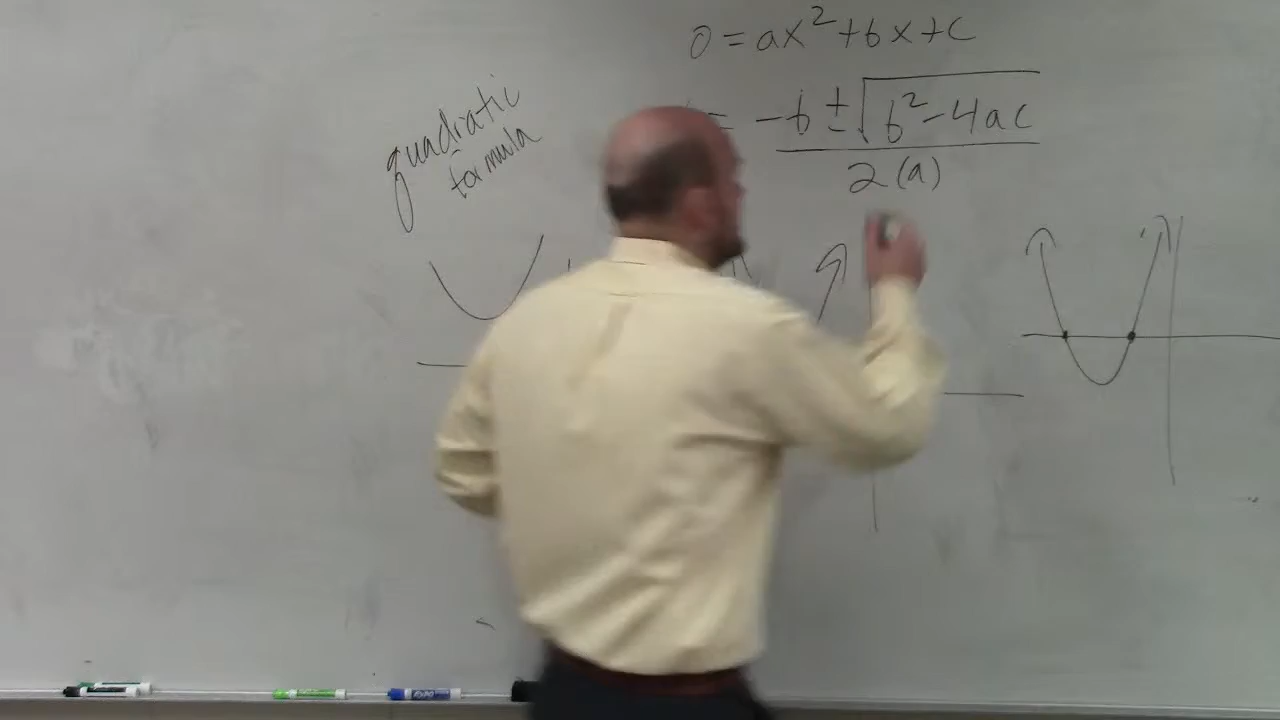 0 = ax² + bx + c
quadratic
formula
= -b ± √b² - 4ac
2(a)